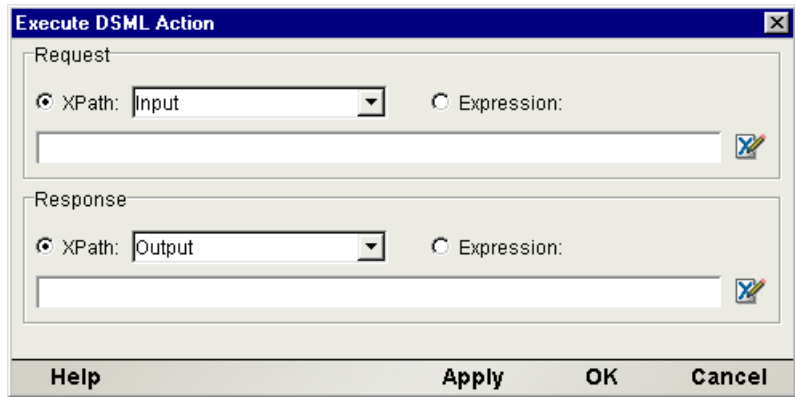 Execute DSML Action
Request
XPath: Input Expression:
Response
XPath: Output Expression:
Help Apply OK Cancel